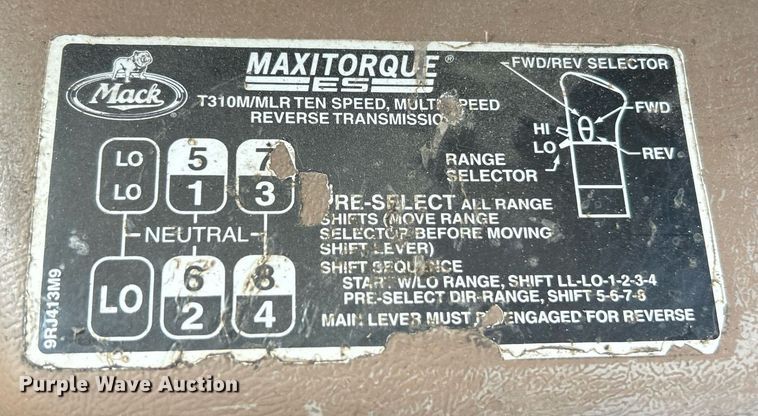 Mack
MAXITORQUE®
ES
T310M/MLR TEN SPEED, MULTI SPEED
REVERSE TRANSMISSION
FWD/REV SELECTOR
FWD
HI
LO
REV
RANGE
SELECTOR
LO 5 7
LO 1 3
NEUTRAL
LO 6 8
2 4
PRE-SELECT ALL RANGE
SHIFTS (MOVE RANGE
SELECTOR BEFORE MOVING
SHIFT LEVER)
SHIFT SEQUENCE
START W/LO RANGE, SHIFT LL-LO-1-2-3-4
PRE-SELECT DIR-RANGE, SHIFT 5-6-7-8
MAIN LEVER MUST ENGAGED FOR REVERSE
9RJ413M9
Purple Wave Auction